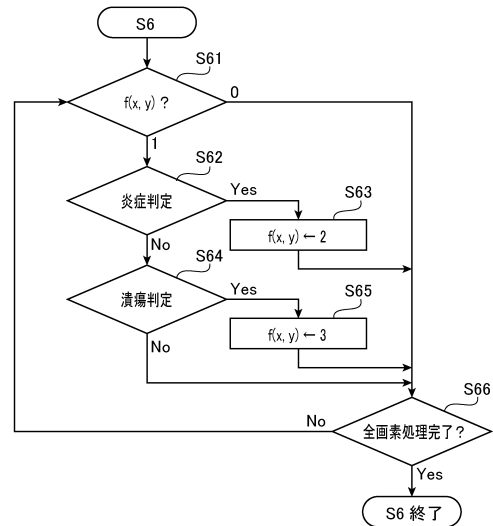 S6
S61
f(x, y) ?
0
1
S62
炎症判定
Yes
S63
f(x, y) ← 2
No
S64
潰瘍判定
Yes
S65
f(x, y) ← 3
No
S66
全画素処理完了？
No
Yes
S6 終了